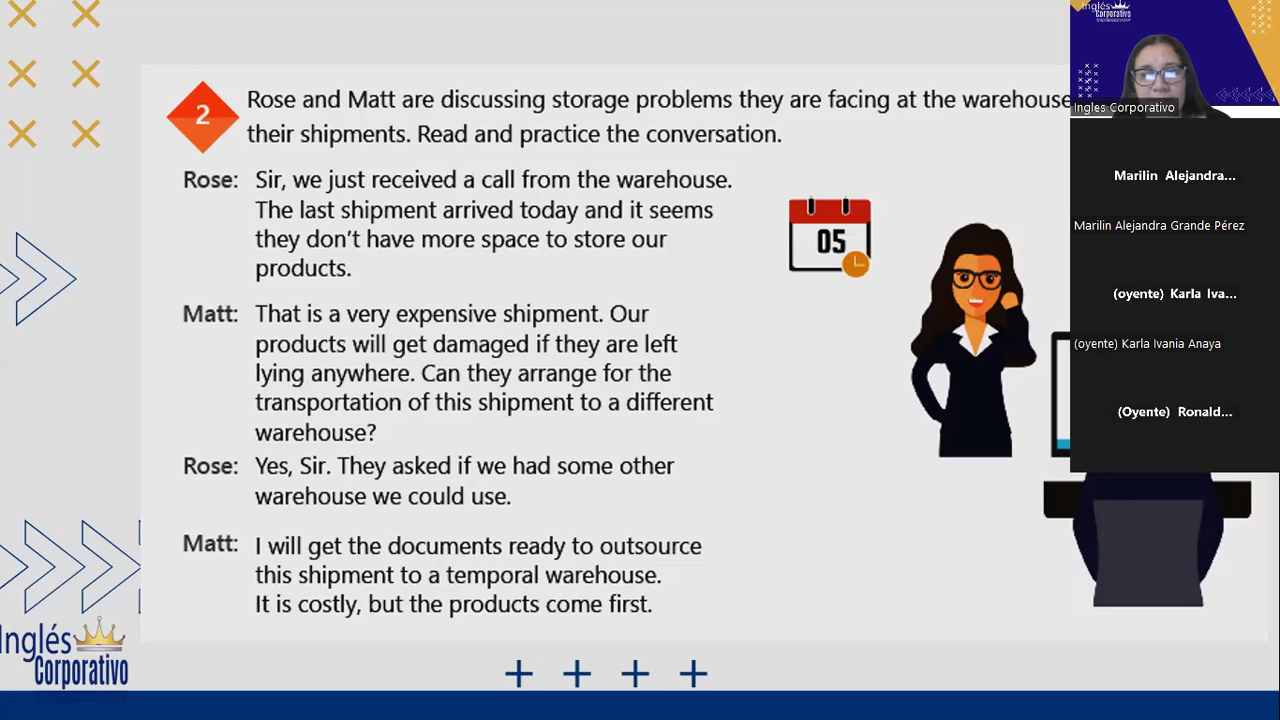 2
Rose and Matt are discussing storage problems they are facing at the warehouse
their shipments. Read and practice the conversation.
Rose: Sir, we just received a call from the warehouse.
The last shipment arrived today and it seems
they don't have more space to store our
products.
Matt: That is a very expensive shipment. Our
products will get damaged if they are left
lying anywhere. Can they arrange for the
transportation of this shipment to a different
warehouse?
Rose: Yes, Sir. They asked if we had some other
warehouse we could use.
Matt: I will get the documents ready to outsource
this shipment to a temporal warehouse.
It is costly, but the products come first.
05
Inglés
Corporativo
Inglés
Corporativo
Ingles Corporativo
Marilin Alejandra...
Marilin Alejandra Grande Pérez
(oyente) Karla Iva...
(oyente) Karla Ivania Anaya
(Oyente) Ronald...